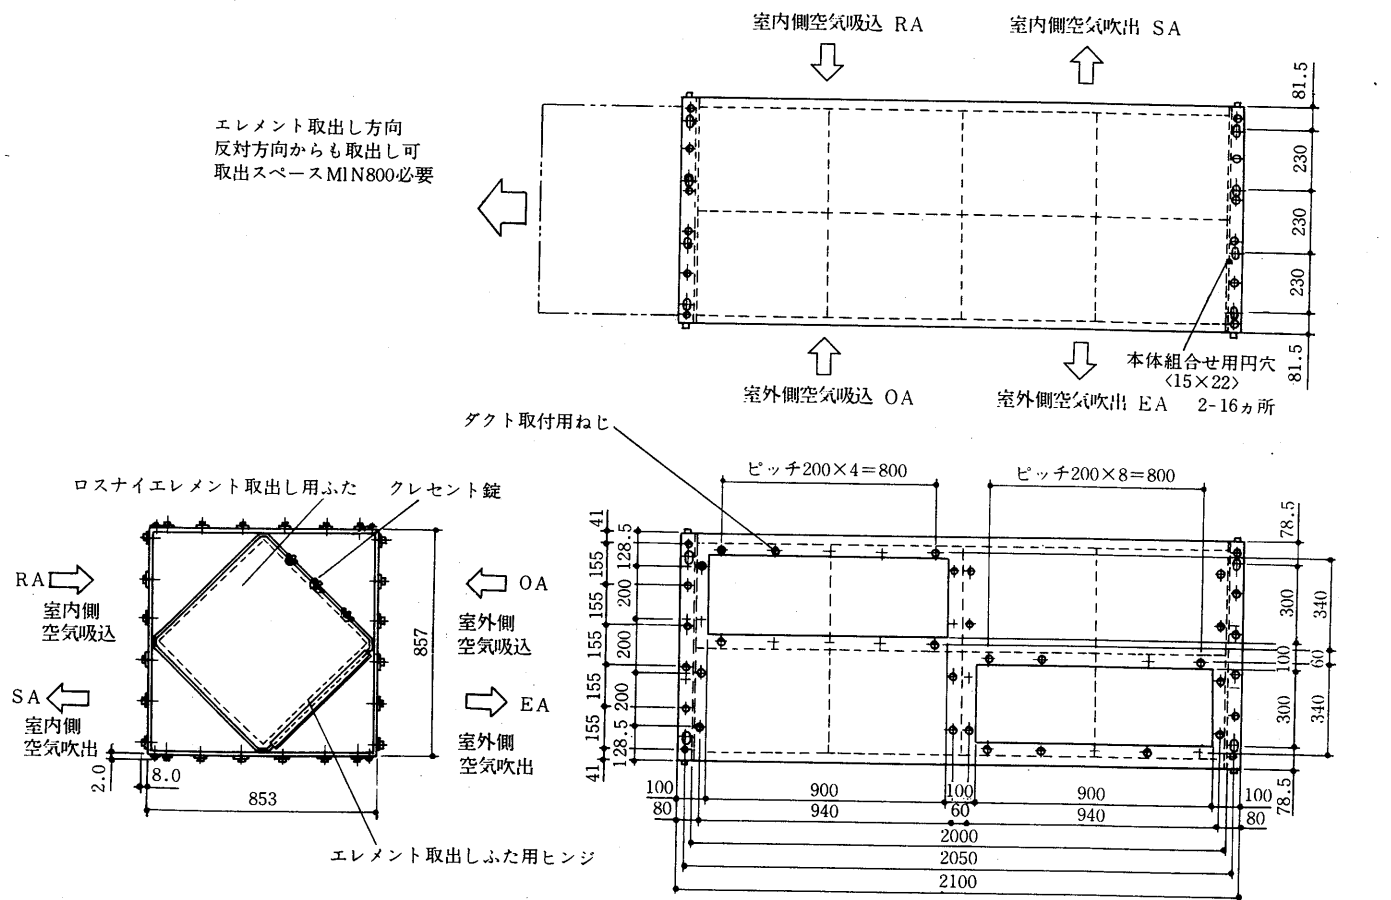 室内側空気吸込 RA
室内側空気吹出 SA
エレメント取出し方向
反対方向からも取出し可
取出スペースMIN800必要
81.5
230
230
230
81.5
本体組合せ用円穴
〈15×22〉
2-16ヵ所
室外側空気吸込 OA
室外側空気吹出 EA
ダクト取付用ねじ
ロスナイエレメント取出し用ふた
クレセント錠
RA
室内側
空気吸込
SA
室内側
空気吹出
OA
室外側
空気吸込
EA
室外側
空気吹出
857
2.0
8.0
853
エレメント取出しふた用ヒンジ
ピッチ200×4=800
ピッチ200×8=800
41
155
155
155
155
155
41
128.5
200
200
200
128.5
78.5
300
100
300
78.5
340
60
340
100
900
100
900
100
80
940
60
940
80
2000
2050
2100